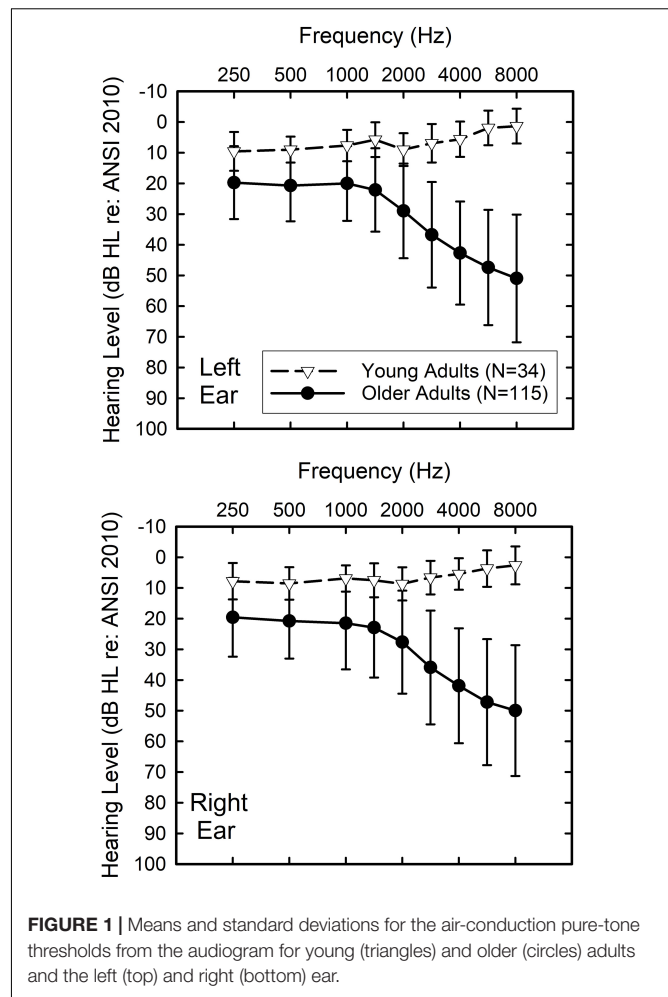 Frequency (Hz)
250 500 1000 2000 4000 8000
Hearing Level (dB HL re: ANSI 2010)
-10
0
10
20
30
40
50
60
70
80
90
100
Left
Ear
Young Adults (N=34)
Older Adults (N=115)
Frequency (Hz)
250 500 1000 2000 4000 8000
Hearing Level (dB HL re: ANSI 2010)
-10
0
10
20
30
40
50
60
70
80
90
100
Right
Ear
FIGURE 1 | Means and standard deviations for the air-conduction pure-tone
thresholds from the audiogram for young (triangles) and older (circles) adults
and the left (top) and right (bottom) ear.